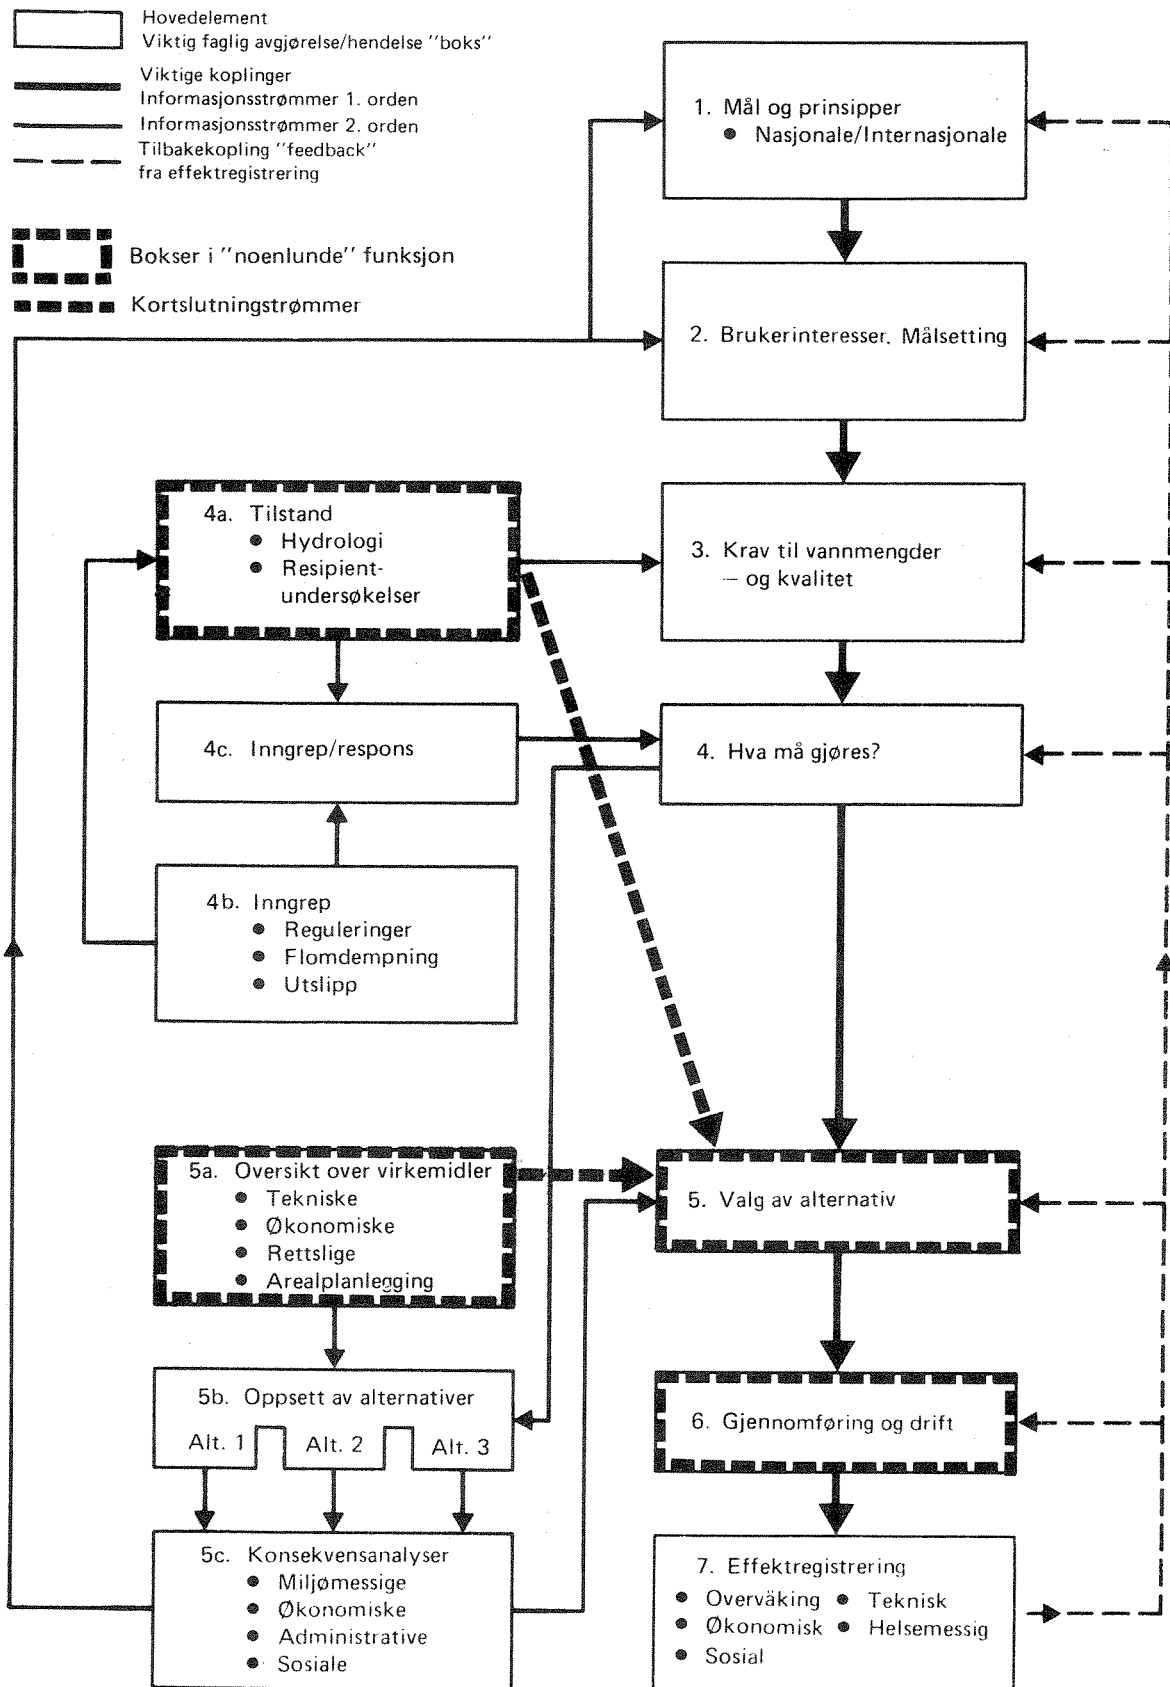 Hovedelement
Viktig faglig avgjørelse/hendelse "boks"
Viktige koplinger
Informasjonsstrømmer 1. orden
Informasjonsstrømmer 2. orden
Tilbakekopling "feedback"
fra effektregistrering
Bokser i "noenlunde" funksjon
Kortslutningstrømmer
1. Mål og prinsipper
● Nasjonale/Internasjonale
2. Brukerinteresser. Målsetting
4a. Tilstand
● Hydrologi
● Resipient-
undersøkelser
3. Krav til vannmengder
– og kvalitet
4c. Inngrep/respons
4. Hva må gjøres?
4b. Inngrep
● Reguleringer
● Flomdempning
● Utslipp
5a. Oversikt over virkemidler
● Tekniske
● Økonomiske
● Rettslige
● Arealplanlegging
5. Valg av alternativ
5b. Oppsett av alternativer
Alt. 1 Alt. 2 Alt. 3
6. Gjennomføring og drift
5c. Konsekvensanalyser
● Miljømessige
● Økonomiske
● Administrative
● Sosiale
7. Effektregistrering
● Overväking ● Teknisk
● Økonomisk ● Helsemessig
● Sosial